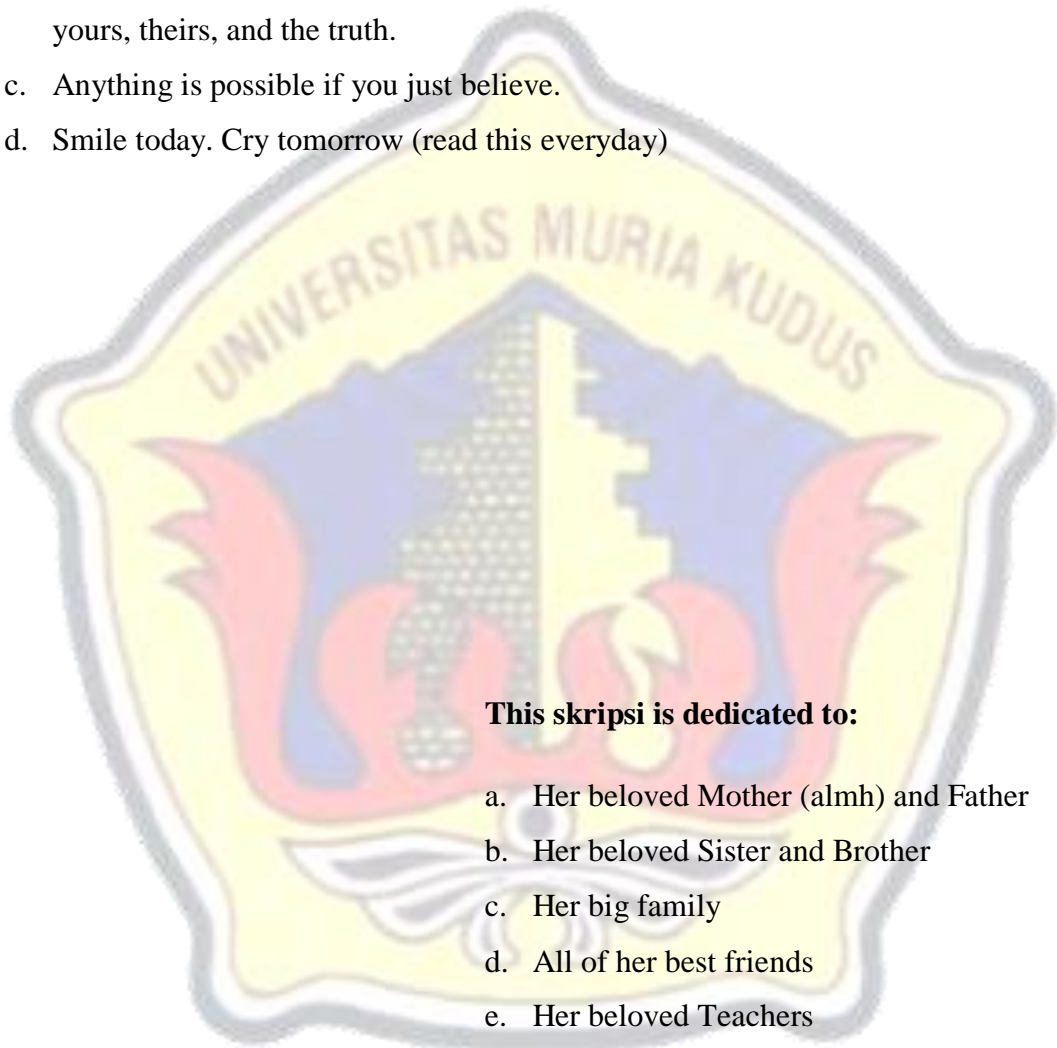 yours, theirs, and the truth.
c. Anything is possible if you just believe.
d. Smile today. Cry tomorrow (read this everyday)
UNIVERSITAS MURIA KUDUS
This skripsi is dedicated to:
a. Her beloved Mother (almh) and Father
b. Her beloved Sister and Brother
c. Her big family
d. All of her best friends
e. Her beloved Teachers